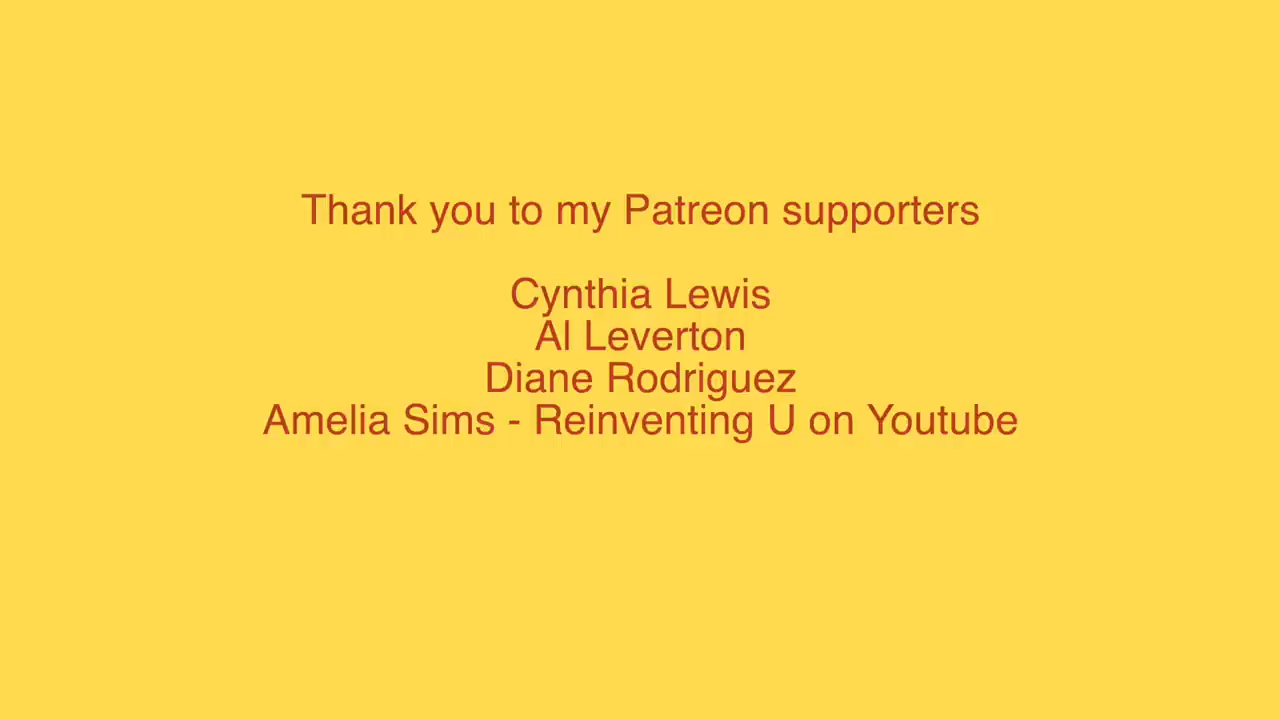 Thank you to my Patreon supporters
Cynthia Lewis
Al Leverton
Diane Rodriguez
Amelia Sims - Reinventing U on Youtube